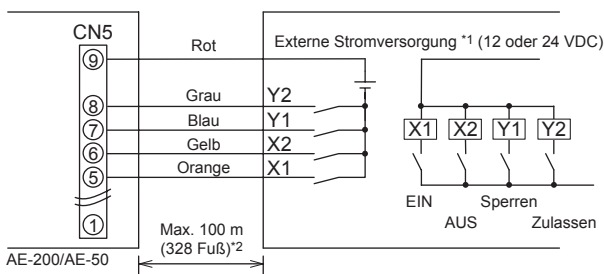 CN5
Rot
Externe Stromversorgung *1 (12 oder 24 VDC)
9
Grau
Y2
8
Blau
Y1
7
Gelb
X2
6
Orange
X1
5
X1 X2 Y1 Y2
EIN
Sperren
AUS
Zulassen
1
Max. 100 m
(328 Fuß)*2
AE-200/AE-50